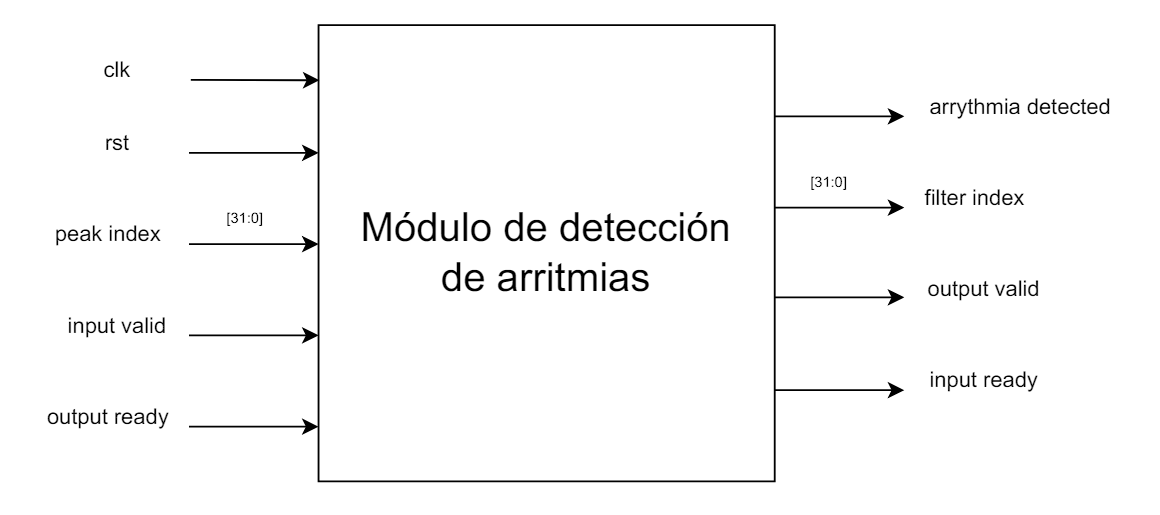 clk
rst
[31:0]
peak index
input valid
output ready
Módulo de detección
de arritmias
arrythmia detected
[31:0]
filter index
output valid
input ready